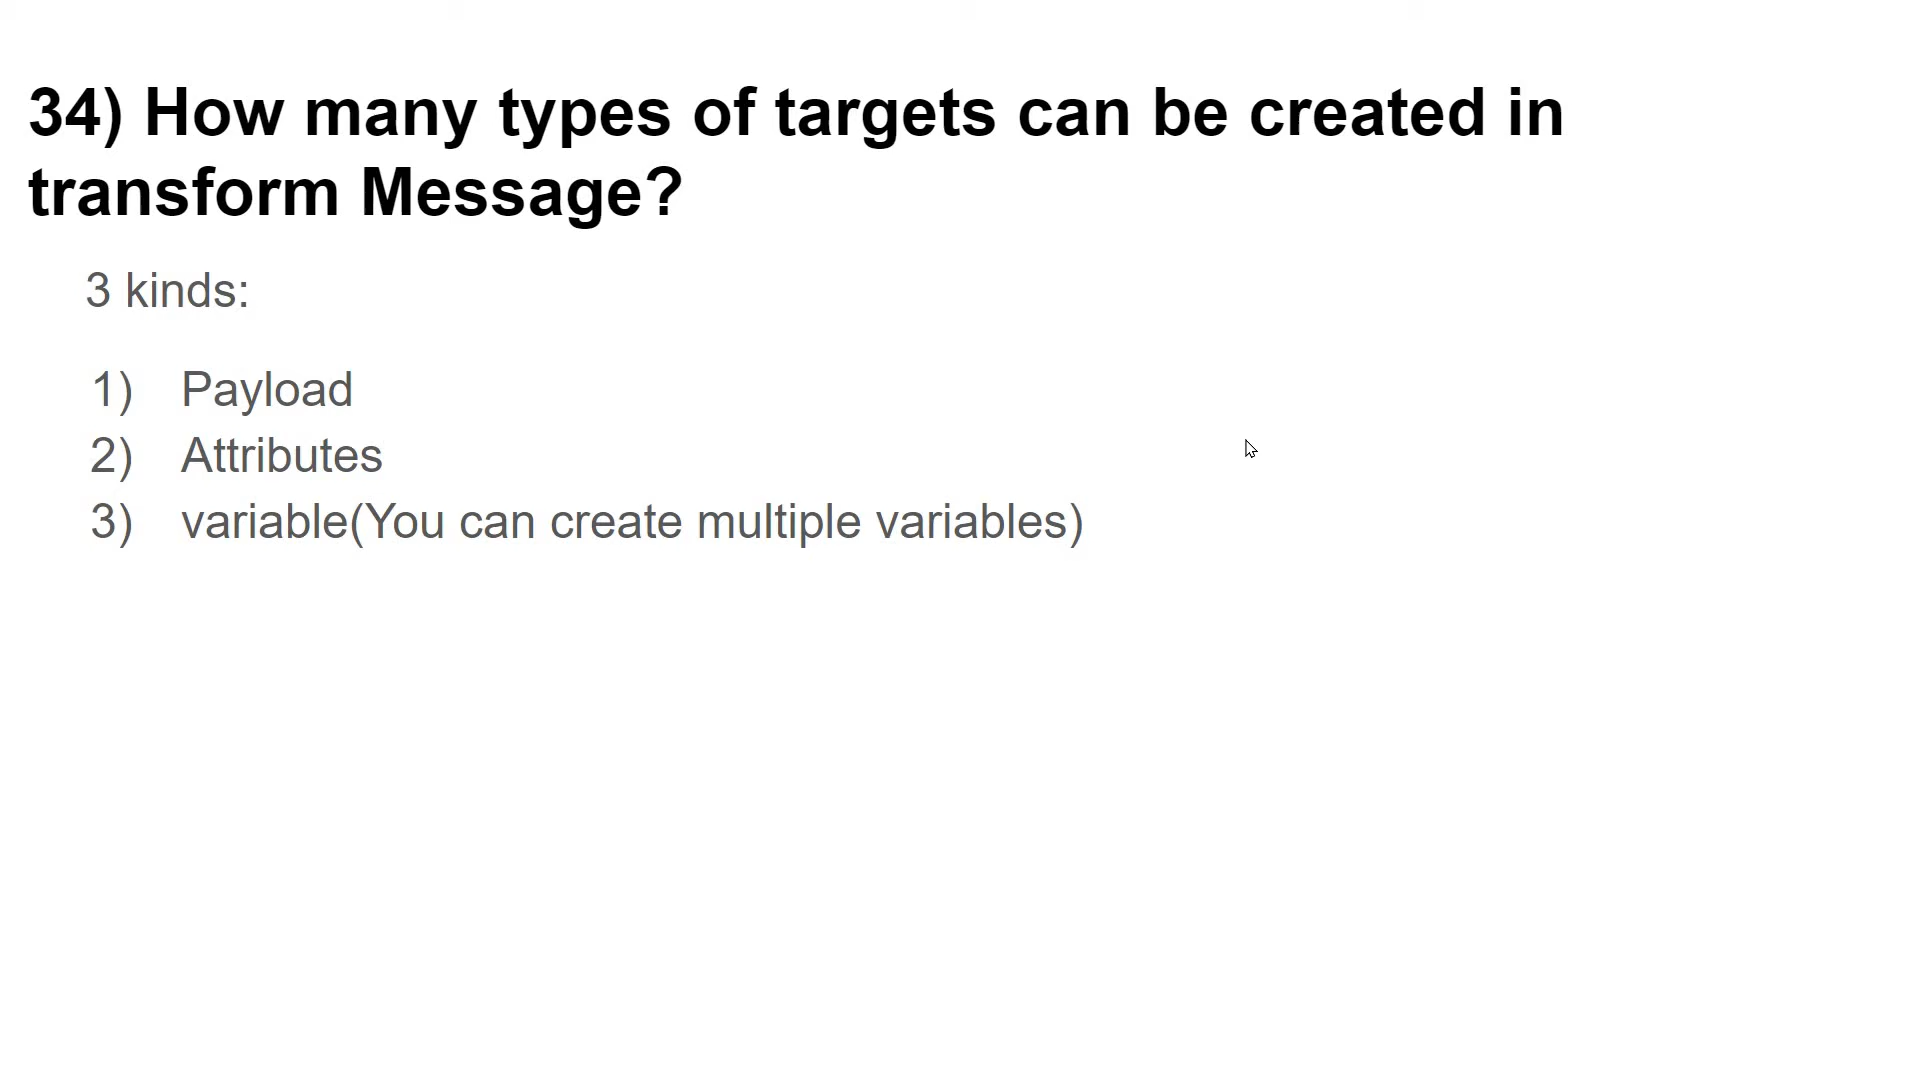 34) How many types of targets can be created in
transform Message?
3 kinds:
1) Payload
2) Attributes
3) variable(You can create multiple variables)